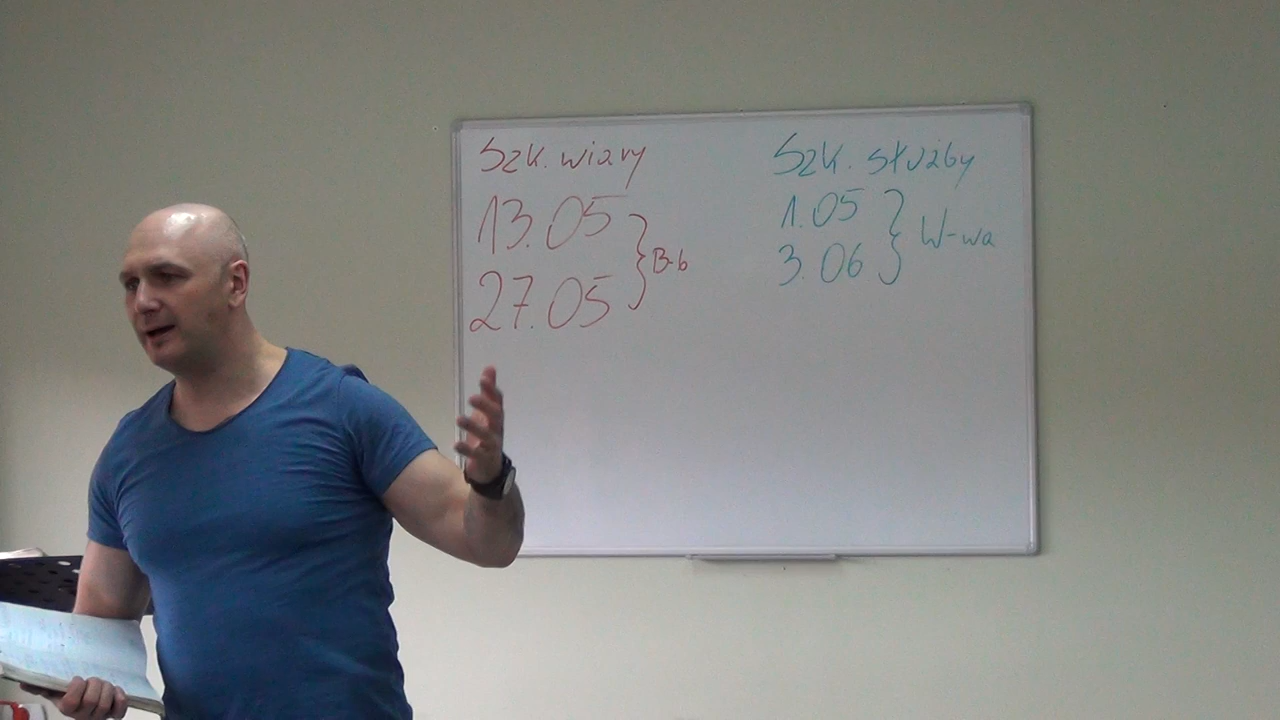 Szk. wiary
13.05
27.05
B-b
Szk. służby
1.05
3.06
W-wa